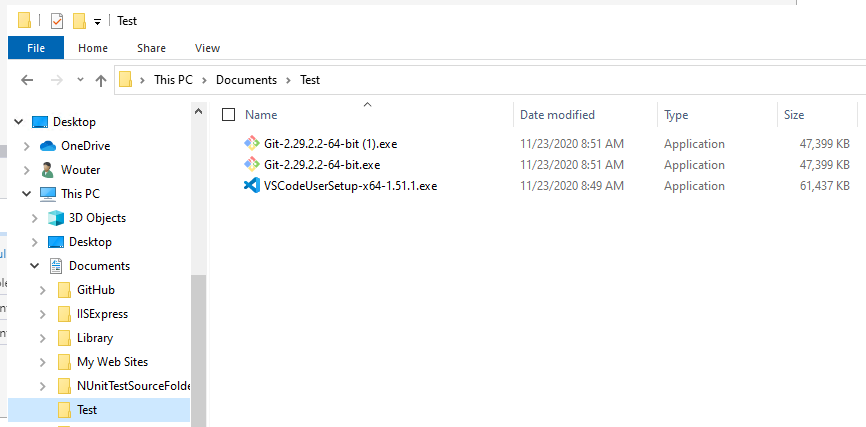 Test
File Home Share View
This PC Documents Test
Name Date modified Type Size
Git-2.29.2.2-64-bit (1).exe 11/23/2020 8:51 AM Application 47,399 KB
Git-2.29.2.2-64-bit.exe 11/23/2020 8:51 AM Application 47,399 KB
VSCodeUserSetup-x64-1.51.1.exe 11/23/2020 8:49 AM Application 61,437 KB
Desktop
OneDrive
Wouter
This PC
3D Objects
Desktop
Documents
GitHub
IISExpress
Library
My Web Sites
NUnitTestSourceFolde
Test